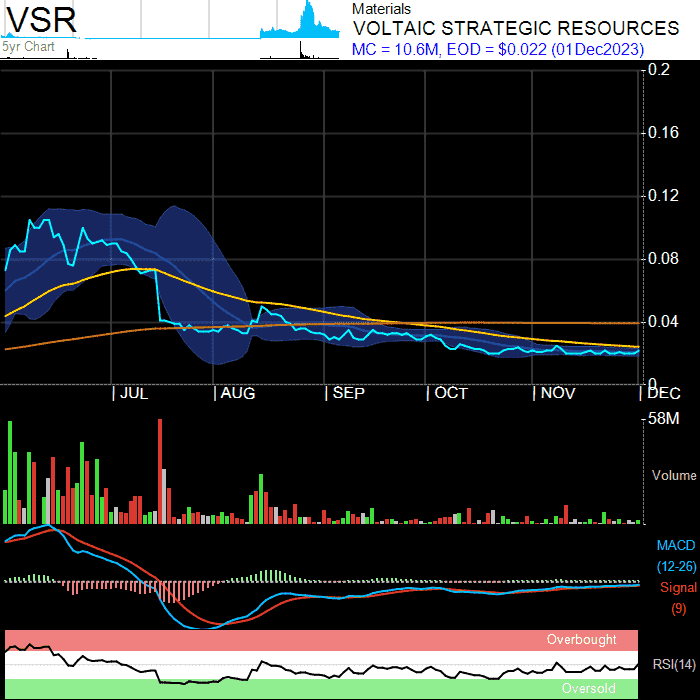 VSR
5yr Chart
Materials
VOLTAIC STRATEGIC RESOURCES
MC = 10.6M, EOD = $0.022 (01Dec2023)
0.2
0.16
0.12
0.08
0.04
0
JUL AUG SEP OCT NOV DEC
58M
Volume
MACD
(12-26)
Signal
(9)
Overbought
RSI(14)
Oversold